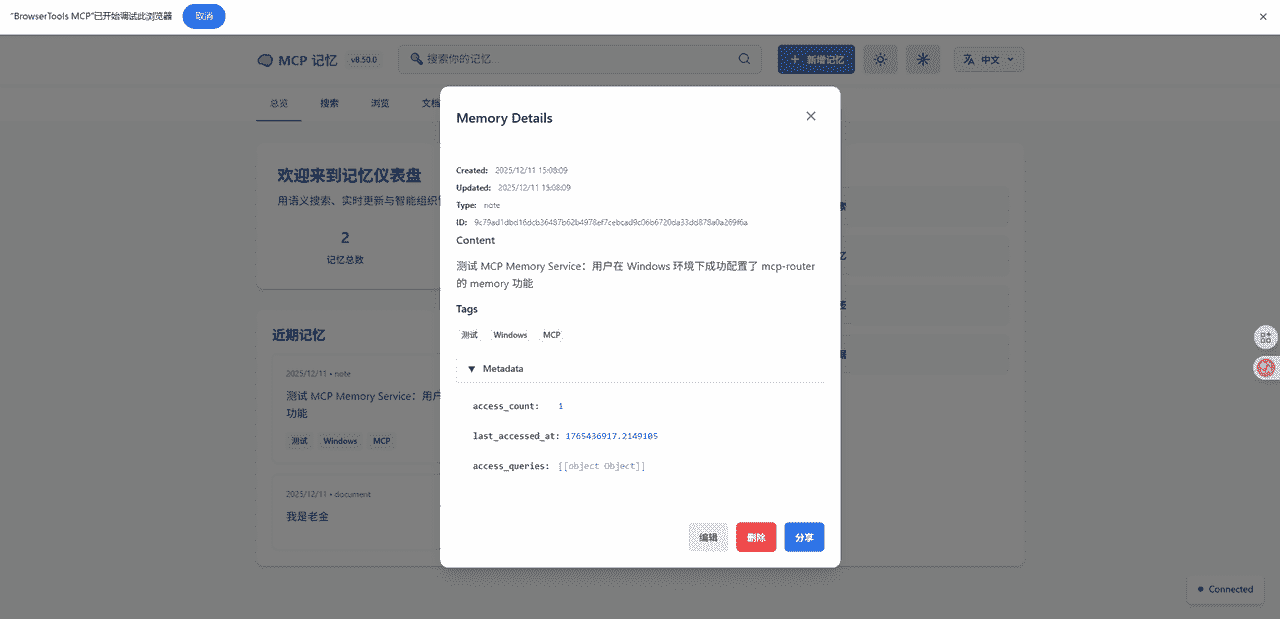 "BrowserTools MCP"已开始调试此浏览器
取消
MCP 记忆
v8.50.0
搜索你的记忆...
新增记忆
中文
总览
搜索
浏览
文档
欢迎来到记忆仪表盘
用语义搜索、实时更新与智能组织
2
记忆总数
近期记忆
2025/12/11 • note
测试 MCP Memory Service：用户
功能
测试
Windows
MCP
2025/12/11 • document
我是老金
Memory Details
Created: 2025/12/11 15:08:09
Updated: 2025/12/11 15:08:09
Type: note
ID:
Content
测试 MCP Memory Service：用户在 Windows 环境下成功配置了 mcp-router
的 memory 功能
Tags
测试
Windows
MCP
Metadata
access_count: 1
last_accessed_at: 1765436917.2149105
access_queries: [[object Object]]
编辑
删除
分享
Connected